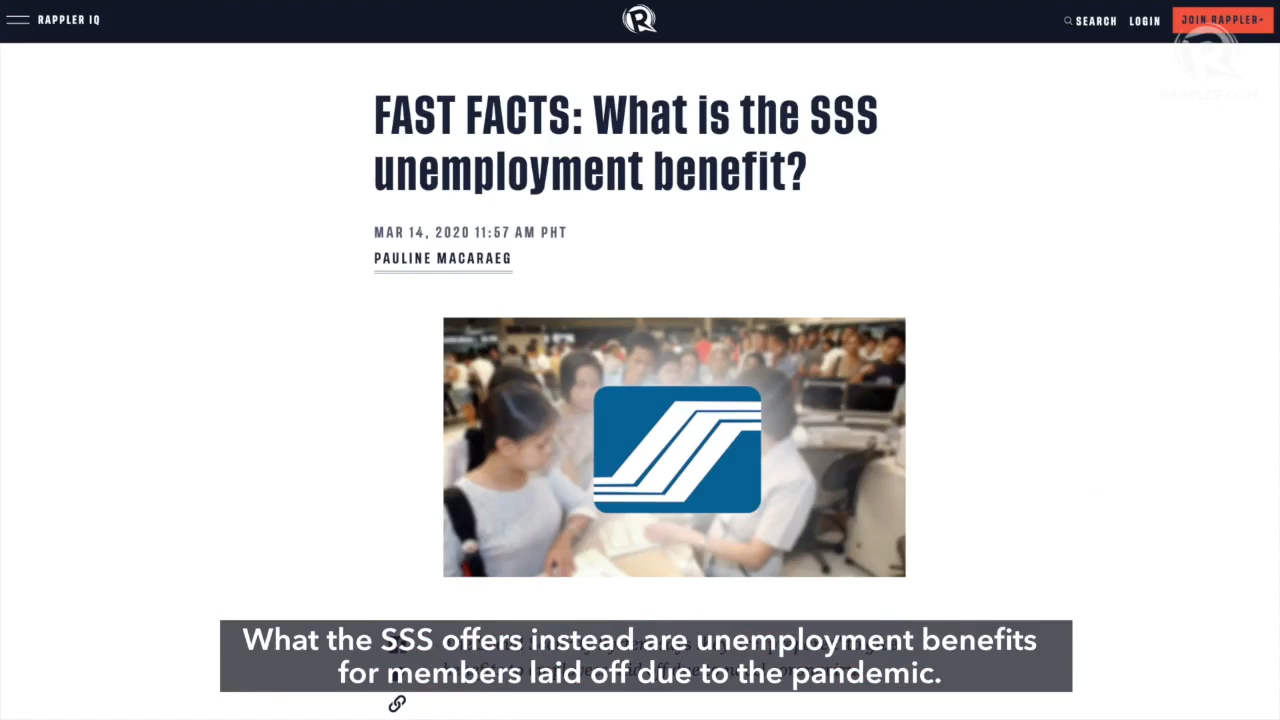 RAPPLER IQ
SEARCH LOGIN JOIN RAPPLER+
RAPPLER.COM
FAST FACTS: What is the SSS
unemployment benefit?
MAR 14, 2020 11:57 AM PHT
PAULINE MACARAEG
What the SSS offers instead are unemployment benefits
for members laid off due to the pandemic.